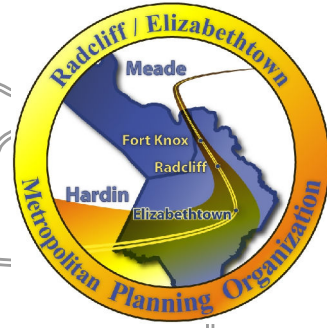 Radcliff / Elizabethtown
Meade
Fort Knox
Radcliff
Hardin
Elizabethtown
Metropolitan Planning Organization